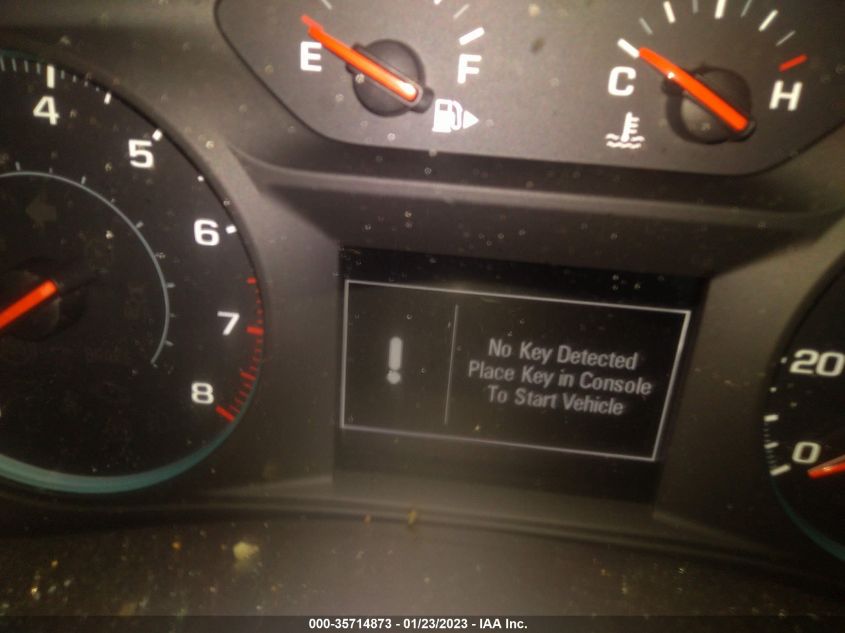 E
F
C
H
4
5
6
7
8
No Key Detected
Place Key in Console
To Start Vehicle
20
0
000-35714873 - 01/23/2023 - IAA Inc.